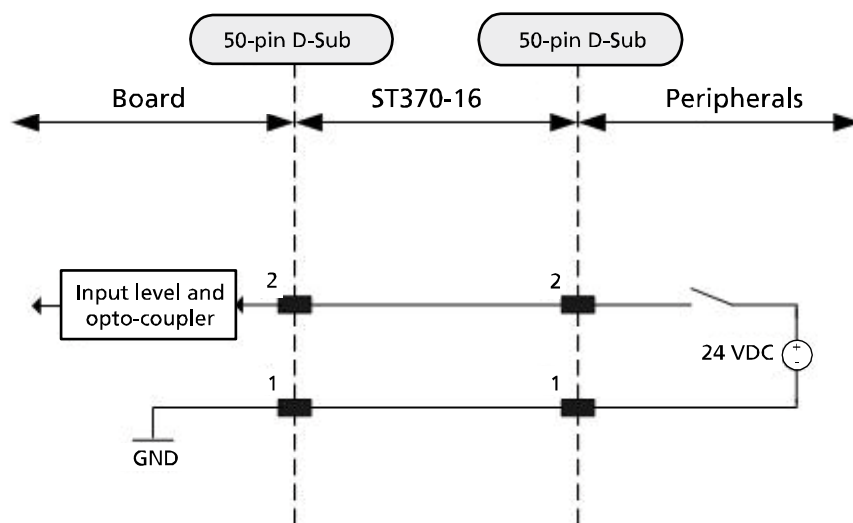 50-pin D-Sub
50-pin D-Sub
Board
ST370-16
Peripherals
2
2
Input level and
opto-coupler
24 VDC
+
-
1
1
GND